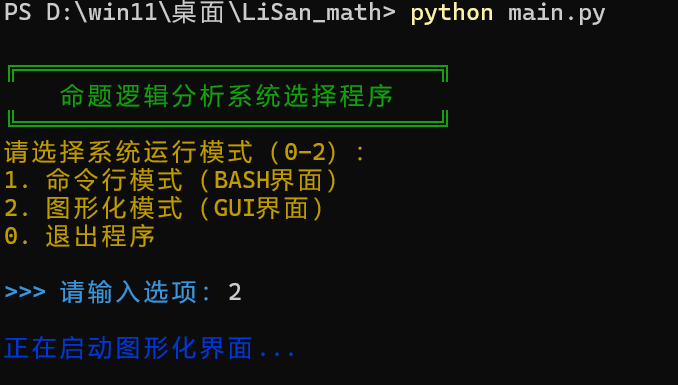 PS D:\win11\桌面\LiSan_math> python main.py
命题逻辑分析系统选择程序
请选择系统运行模式（0-2）：
1. 命令行模式（BASH界面）
2. 图形化模式（GUI界面）
0. 退出程序
>>> 请输入选项: 2
正在启动图形化界面...